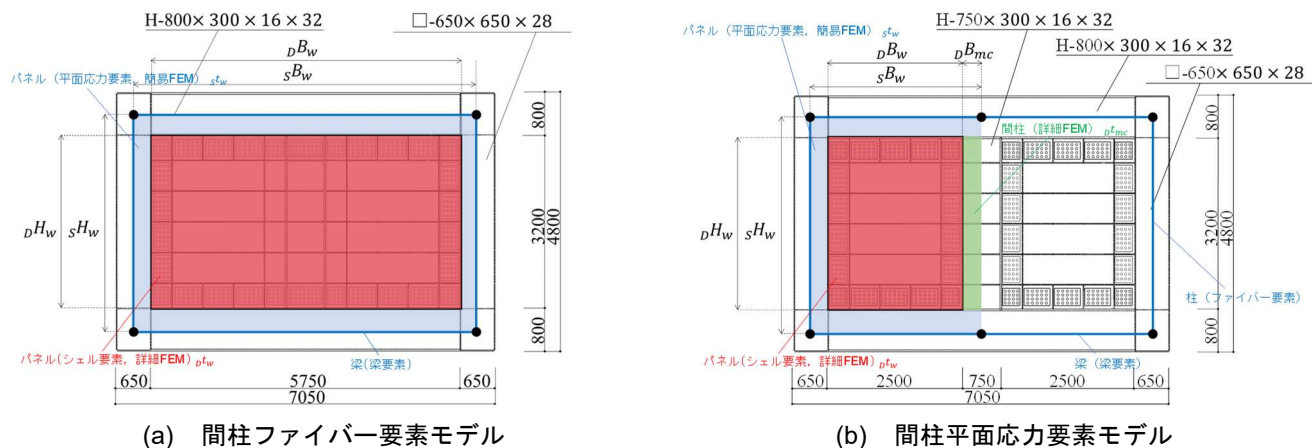 H-800× 300 × 16 × 32
□-650× 650 × 28
DBw
パネル（平面応力要素，簡易FEM）stw
SBw
DHw
SHw
800
3200
4800
800
パネル(シェル要素，詳細FEM)Dtw
梁(梁要素)
650
5750
650
7050
(a) 間柱ファイバー要素モデル
H-750× 300 × 16 × 32
パネル（平面応力要素，簡易FEM）stw
DBw
DBmc
H-800× 300 × 16 × 32
SBw
□-650× 650 × 28
間柱（詳細FEM）Dtmc
DHw
SHw
800
3200
4800
800
柱（ファイバー要素）
パネル（シェル要素，詳細FEM）Dtw
梁（梁要素）
650
2500
750
2500
650
7050
(b) 間柱平面応力要素モデル